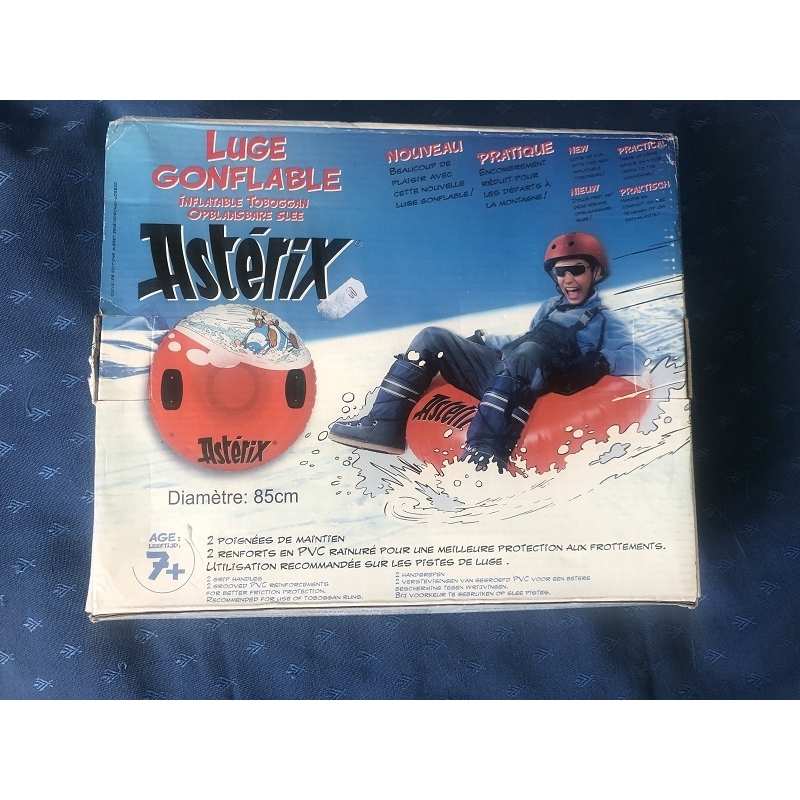 LUGE
GONFLABLE
INFLATABLE TOBOGGAN
OPBLAASBARE SLEE
Astérix
NOUVEAU
BEAUCOUP DE
PLAISIR AVEC
CETTE NOUVELLE
LUGE GONFLABLE!
PRATIQUE
ENCOMBREMENT
RÉDUIT POUR
LES DÉPARTS À
LA MONTAGNE!
NEW
NIEUW
PRACTICAL
PRAKTISCH
Astérix
Astérix
Diamètre: 85cm
AGE:
LEEFTIJD:
7+
2 POIGNÉES DE MAINTIEN
2 RENFORTS EN PVC RAINURÉ POUR UNE MEILLEURE PROTECTION AUX FROTTEMENTS.
UTILISATION RECOMMANDÉE SUR LES PISTES DE LUGE .
2 GRIP HANDLES
2 GROOVED PVC REINFORCEMENTS
FOR BETTER FRICTION PROTECTION.
RECOMMENDED FOR USE OF TOBOGGAN RUNS.
2 HANDGREPEN
2 VERSTEVIGINGEN VAN GEGROEFD PVC VOOR EEN BETERE
BESCHERMING TEGEN WRIJVINGEN.
BIJ VOORKEUR TE GEBRUIKEN OP SLEE PISTES.